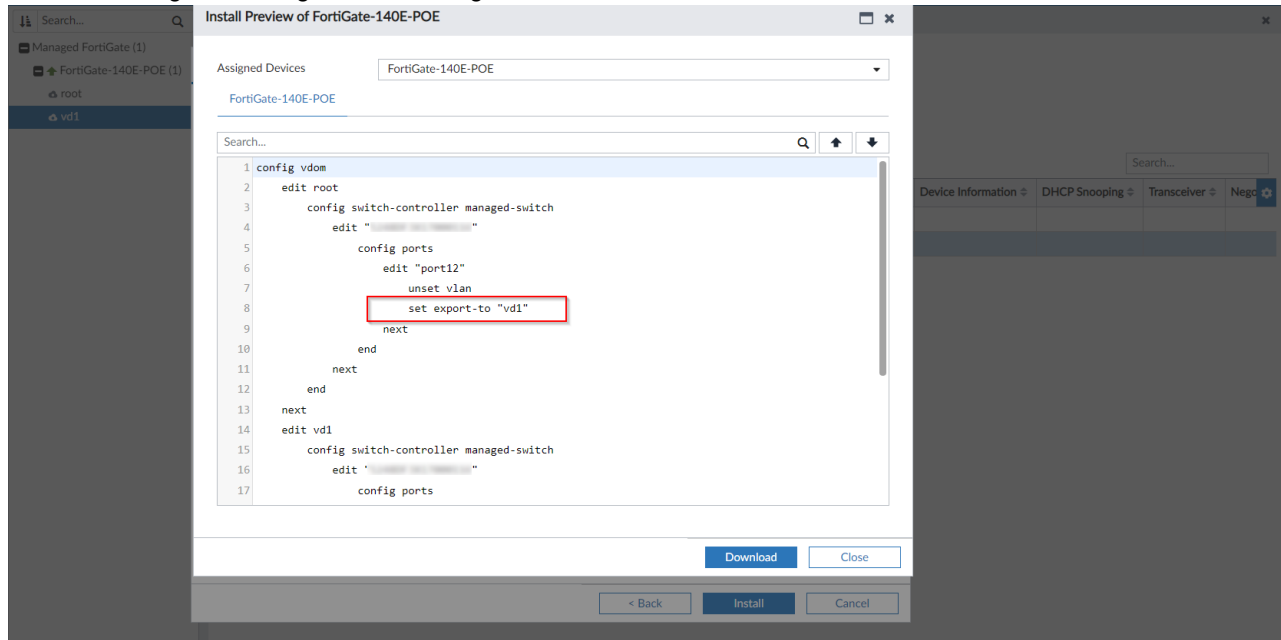 Search...
Managed FortiGate (1)
FortiGate-140E-POE (1)
root
vd1
Install Preview of FortiGate-140E-POE
Assigned Devices
FortiGate-140E-POE
FortiGate-140E-POE
Search...
1 config vdom
2 edit root
3 config switch-controller managed-switch
4 edit " "
5 config ports
6 edit "port12"
7 unset vlan
8 set export-to "vd1"
9 next
10 end
11 next
12 end
13 next
14 edit vd1
15 config switch-controller managed-switch
16 edit " "
17 config ports
Download Close
< Back Install Cancel
Search...
Device Information DHCP Snooping Transceiver